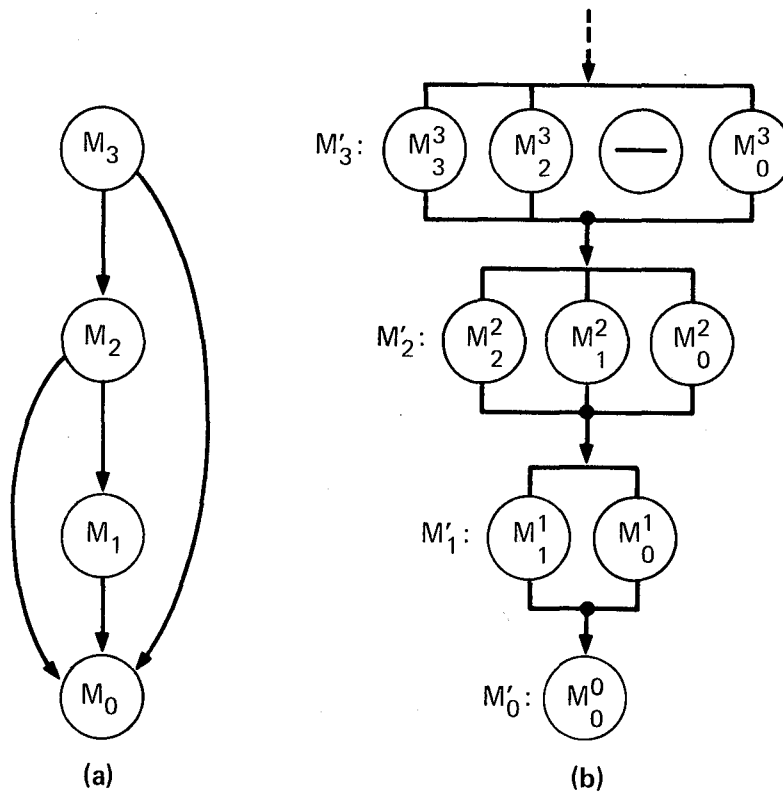 M₃
M₂
M₁
M₀
(a)
M′₃: M³₃ M³₂ — M³₀
M′₂: M²₂ M²₁ M²₀
M′₁: M¹₁ M¹₀
M′₀: M⁰₀
(b)